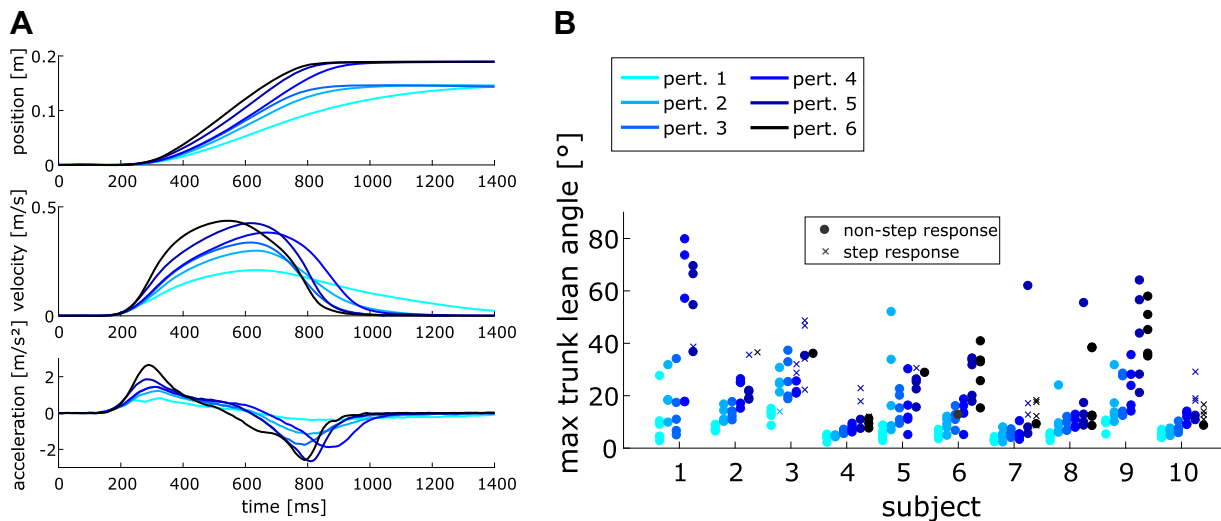 A
position [m]
0.2
0.1
0
0 200 400 600 800 1000 1200 1400
velocity [m/s]
0.5
0
0 200 400 600 800 1000 1200 1400
acceleration [m/s²]
2
0
-2
0 200 400 600 800 1000 1200 1400
time [ms]
B
pert. 1 pert. 4
pert. 2 pert. 5
pert. 3 pert. 6
max trunk lean angle [°]
non-step response
step response
80
60
40
20
0
1 2 3 4 5 6 7 8 9 10
subject